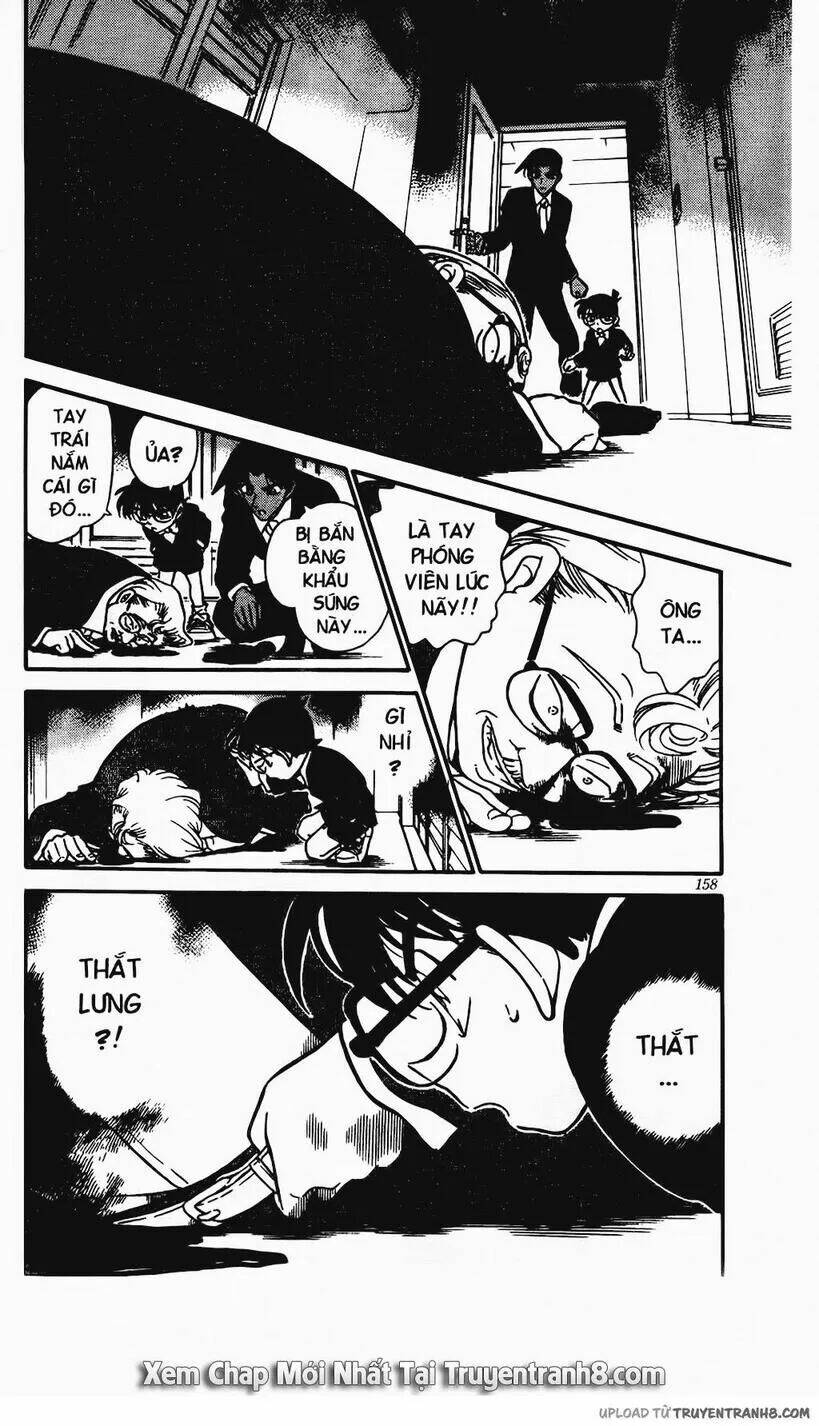 ÔNG
TA...
LÀ TAY
PHÓNG
VIÊN LÚC
NÃY!!
BỊ BẮN
BẰNG
KHẨU
SÚNG
NÀY...
ỦA?
TAY
TRÁI
NẮM
CÁI GÌ
ĐÓ...
GÌ
NHỈ
?
158
THẮT
...
THẮT
LƯNG
?!
Xem Chap Mới Nhất Tại Truyentranh8.com
UPLOAD TỪ TRUYENTRANH8.COM